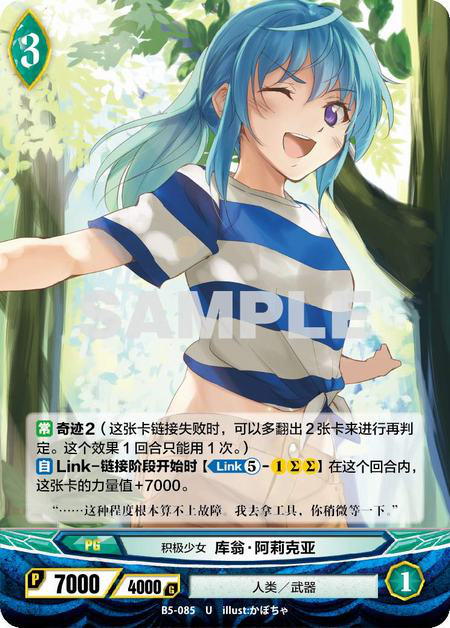 3
SAMPLE
常 奇迹2（这张卡链接失败时，可以多翻出2张卡来进行再判
定。这个效果1回合只能用1次。）
自 Link-链接阶段开始时【Link⑤-1ΣΣ】在这个回合内，
这张卡的力量值+7000。
“……这种程度根本算不上故障。我去拿工具，你稍微等一下。”
PG 积极少女 库翁·阿莉克亚
P 7000 / 4000 G 人类／武器 1
B5-085 U illust:かぼちゃ